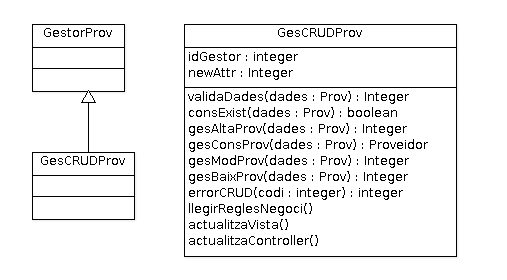 GestorProv
GesCRUDProv
GesCRUDProv
idGestor : integer
newAttr : Integer
validaDades(dades : Prov) : Integer
consExist(dades : Prov) : boolean
gesAltaProv(dades : Prov) : Integer
gesConsProv(dades : Prov) : Proveidor
gesModProv(dades : Prov) : Integer
gesBaixProv(dades : Prov) : Integer
errorCRUD(codi : integer) : integer
llegirReglesNegoci()
actualitzaVista()
actualitzaController()